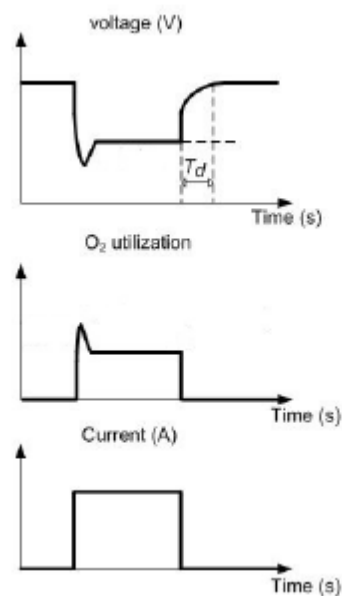 voltage (V)
Td
Time (s)
O₂ utilization
Time (s)
Current (A)
Time (s)